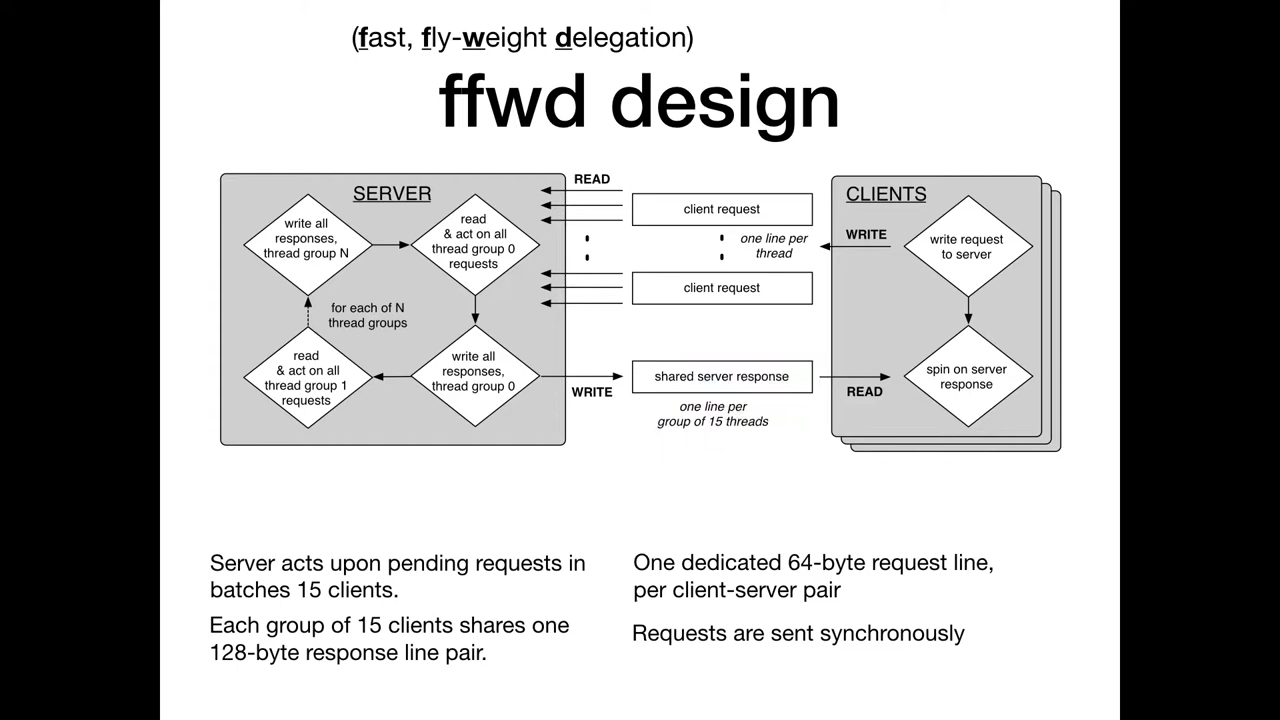 (fast, fly-weight delegation)
ffwd design
SERVER
write all
responses,
thread group N
read
& act on all
thread group 0
requests
for each of N
thread groups
read
& act on all
thread group 1
requests
write all
responses,
thread group 0
READ
client request
one line per
thread
client request
WRITE
shared server response
one line per
group of 15 threads
CLIENTS
WRITE
write request
to server
READ
spin on server
response
Server acts upon pending requests in
batches 15 clients.
Each group of 15 clients shares one
128-byte response line pair.
One dedicated 64-byte request line,
per client-server pair
Requests are sent synchronously